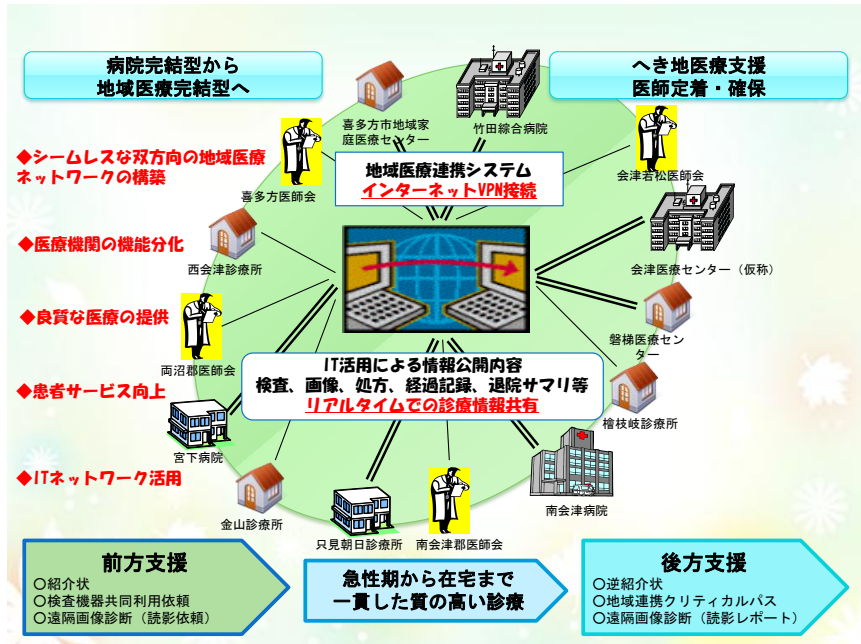 病院完結型から
地域医療完結型へ
へき地医療支援
医師定着・確保
喜多方市地域家
庭医療センター
竹田綜合病院
◆シームレスな双方向の地域医療
ネットワークの構築
喜多方医師会
地域医療連携システム
インターネットVPN接続
会津若松医師会
◆医療機関の機能分化
西会津診療所
会津医療センター（仮称）
◆良質な医療の提供
両沼郡医師会
磐梯医療セン
ター
IT活用による情報公開内容
検査、画像、処方、経過記録、退院サマリ等
リアルタイムでの診療情報共有
◆患者サービス向上
檜枝岐診療所
宮下病院
◆ITネットワーク活用
金山診療所
只見朝日診療所
南会津郡医師会
南会津病院
前方支援
○紹介状
○検査機器共同利用依頼
○遠隔画像診断（読影依頼）
急性期から在宅まで
一貫した質の高い診療
後方支援
○逆紹介状
○地域連携クリティカルパス
○遠隔画像診断（読影レポート）